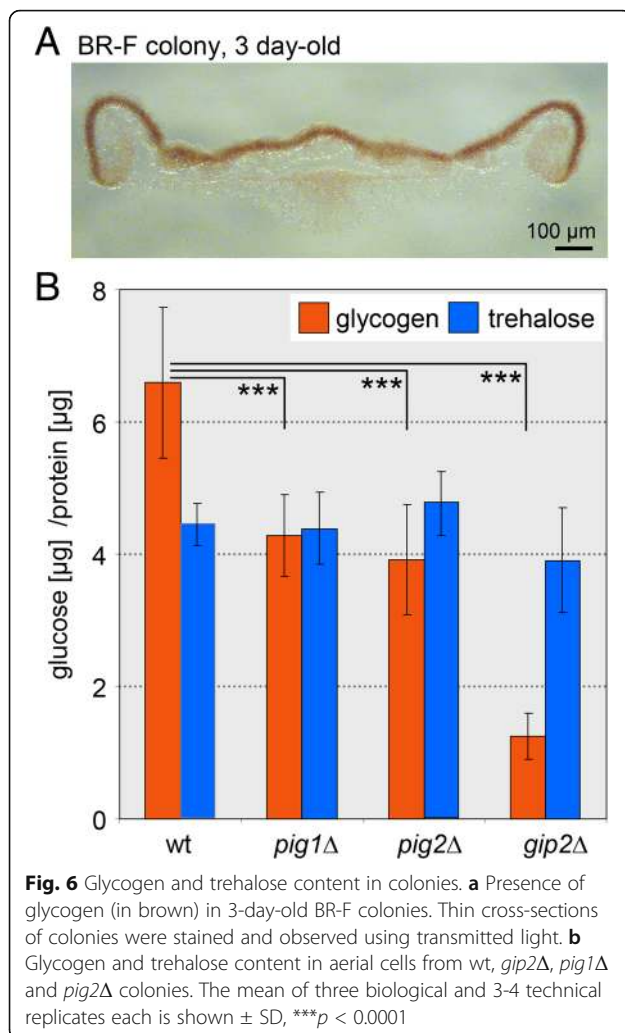 A BR-F colony, 3 day-old
100 µm
B
glycogen trehalose
glucose [µg] /protein [µg]
8
6
4
2
0
*** *** ***
wt pig1Δ pig2Δ gip2Δ
Fig. 6 Glycogen and trehalose content in colonies. a Presence of
glycogen (in brown) in 3-day-old BR-F colonies. Thin cross-sections
of colonies were stained and observed using transmitted light. b
Glycogen and trehalose content in aerial cells from wt, gip2Δ, pig1Δ
and pig2Δ colonies. The mean of three biological and 3-4 technical
replicates each is shown ± SD, ***p < 0.0001